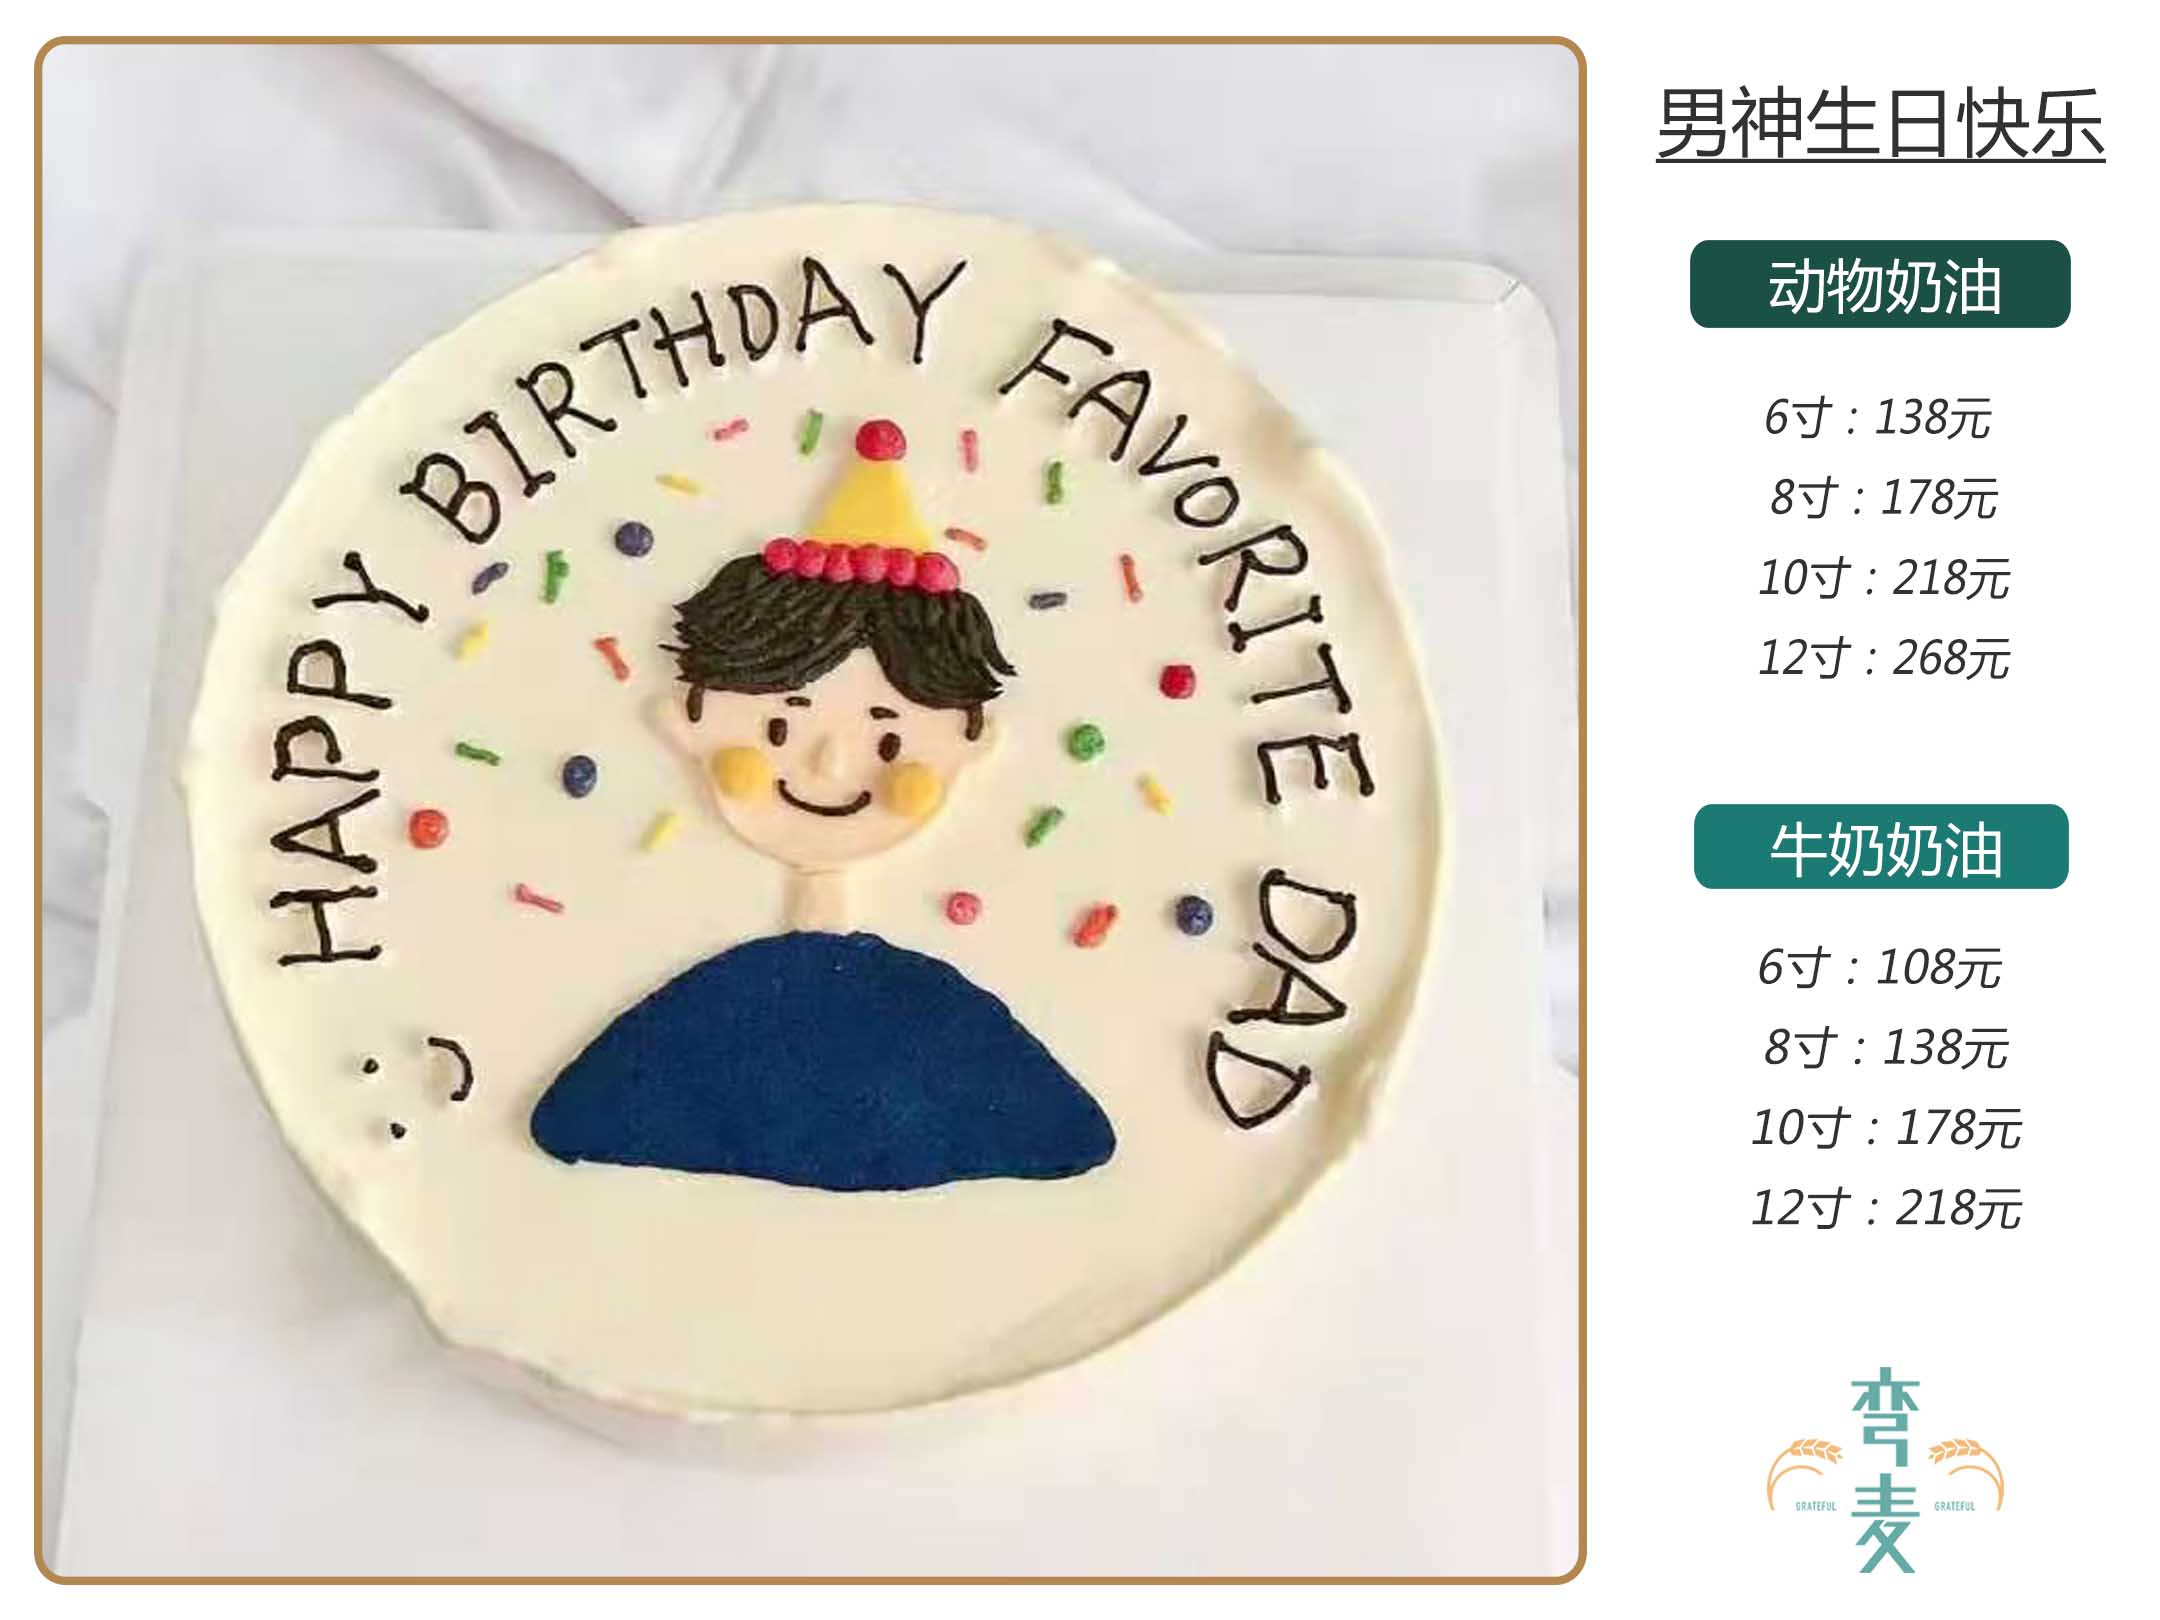 HAPPY BIRTHDAY FAVORITE DAD
:)
男神生日快乐
动物奶油
6寸：138元
8寸：178元
10寸：218元
12寸：268元
牛奶奶油
6寸：108元
8寸：138元
10寸：178元
12寸：218元
弯麦
GRATEFUL GRATEFUL